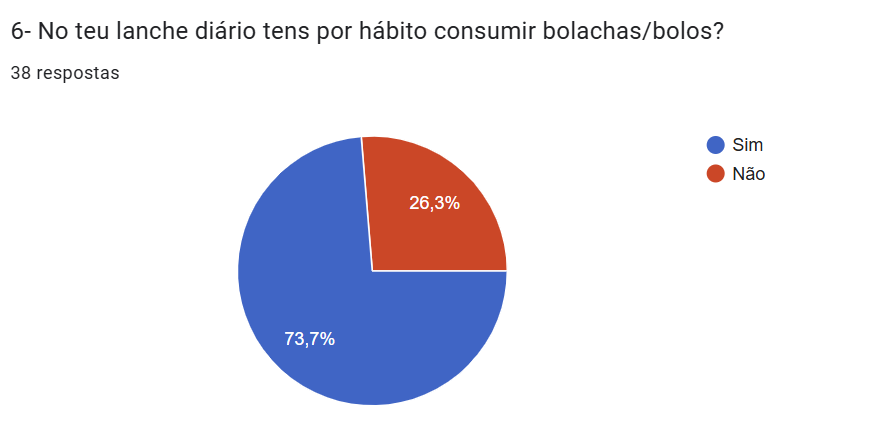 6- No teu lanche diário tens por hábito consumir bolachas/bolos?
38 respostas
Sim
Não
26,3%
73,7%